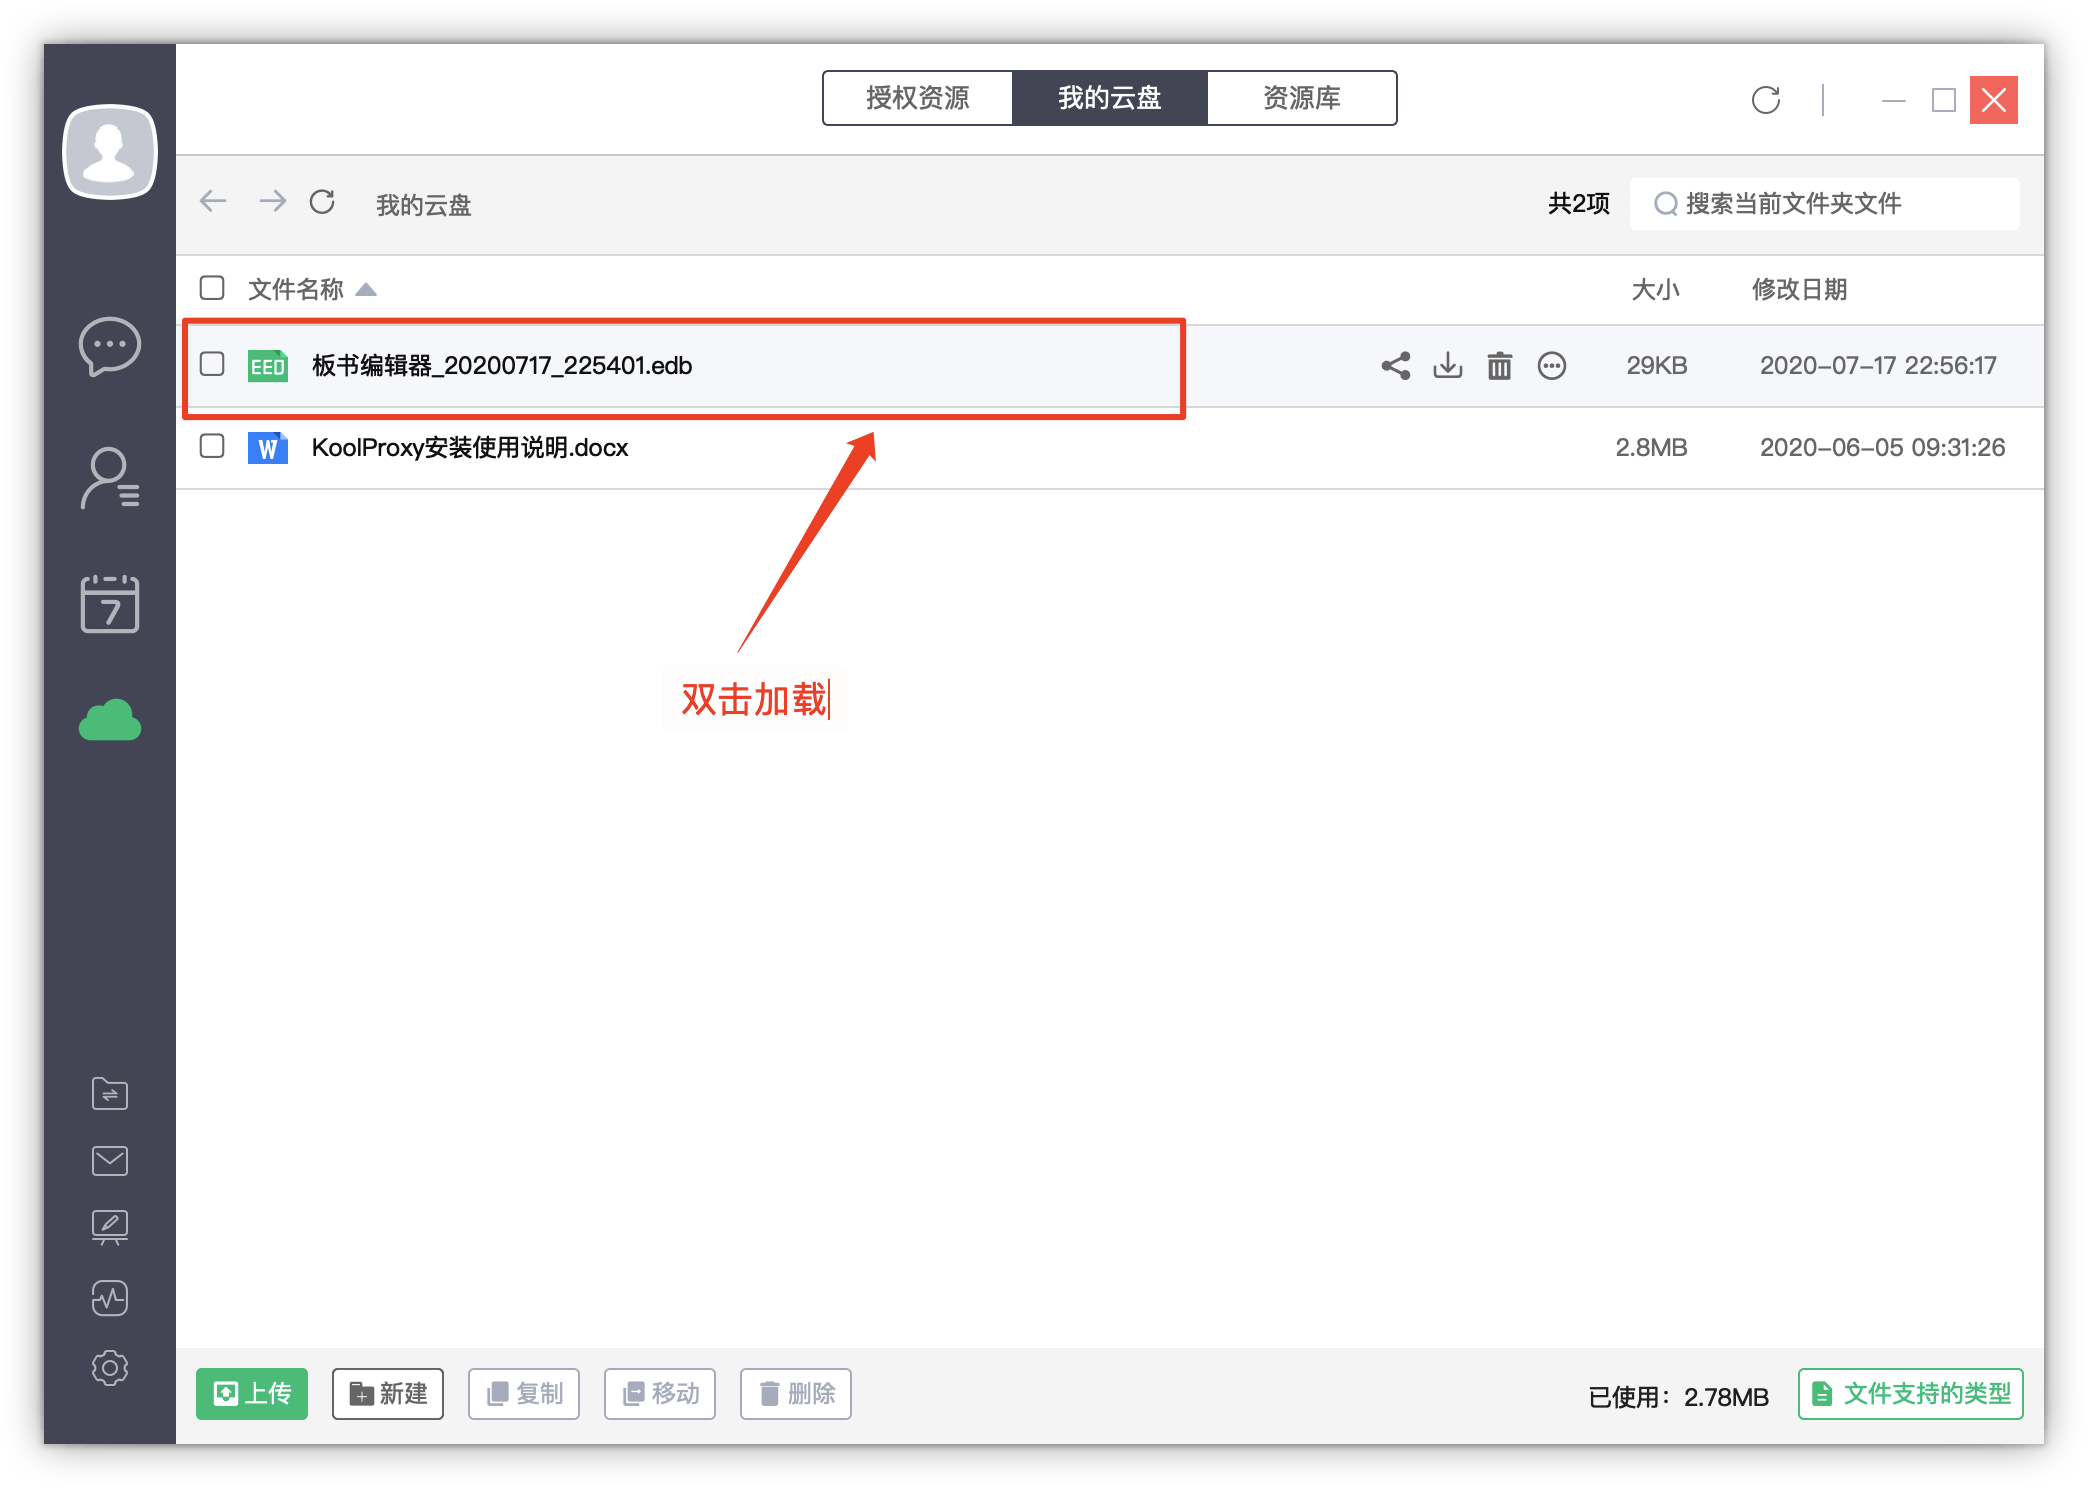 授权资源 我的云盘 资源库
我的云盘 共2项 搜索当前文件夹文件
文件名称 大小 修改日期
EED 板书编辑器_20200717_225401.edb 29KB 2020-07-17 22:56:17
W KoolProxy安装使用说明.docx 2.8MB 2020-06-05 09:31:26
7
双击加载
上传 新建 复制 移动 删除 已使用：2.78MB 文件支持的类型